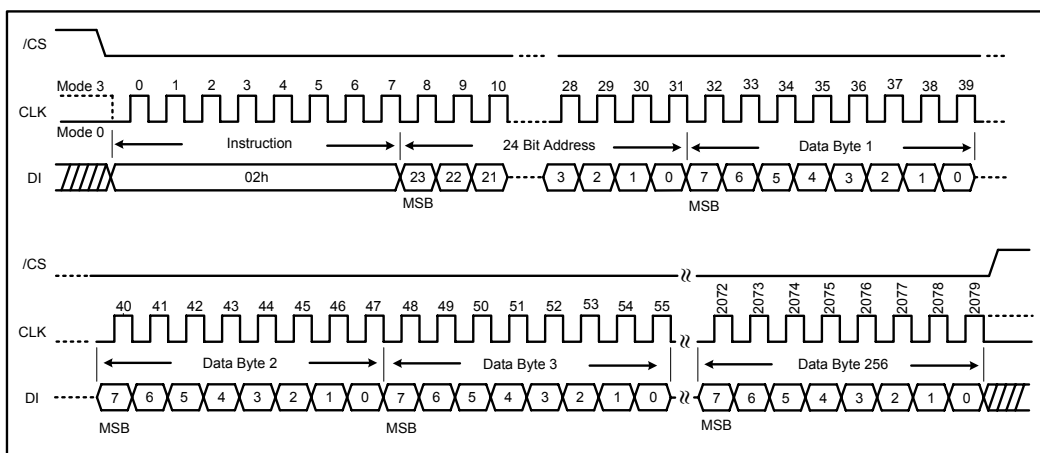 /CS
Mode 3 0 1 2 3 4 5 6 7 8 9 10 28 29 30 31 32 33 34 35 36 37 38 39
CLK
Mode 0
Instruction 24 Bit Address Data Byte 1
DI 02h 23 22 21 3 2 1 0 7 6 5 4 3 2 1 0
MSB MSB
/CS
40 41 42 43 44 45 46 47 48 49 50 51 52 53 54 55 2072 2073 2074 2075 2076 2077 2078 2079
CLK
Data Byte 2 Data Byte 3 Data Byte 256
DI 7 6 5 4 3 2 1 0 7 6 5 4 3 2 1 0 7 6 5 4 3 2 1 0
MSB MSB MSB